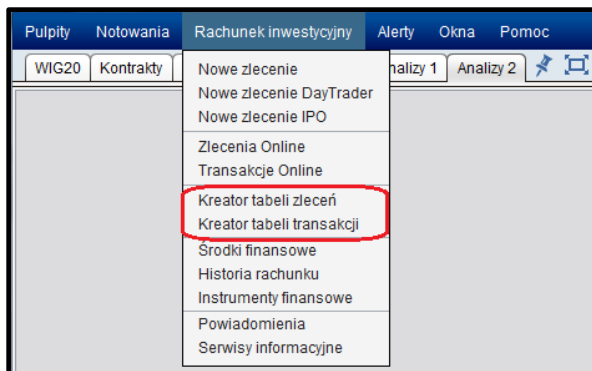 Pulpity Notowania Rachunek inwestycyjny Alerty Okna Pomoc
WIG20 Kontrakty nalizy 1 Analizy 2
Nowe zlecenie
Nowe zlecenie DayTrader
Nowe zlecenie IPO
Zlecenia Online
Transakcje Online
Kreator tabeli zleceń
Kreator tabeli transakcji
Środki finansowe
Historia rachunku
Instrumenty finansowe
Powiadomienia
Serwisy informacyjne